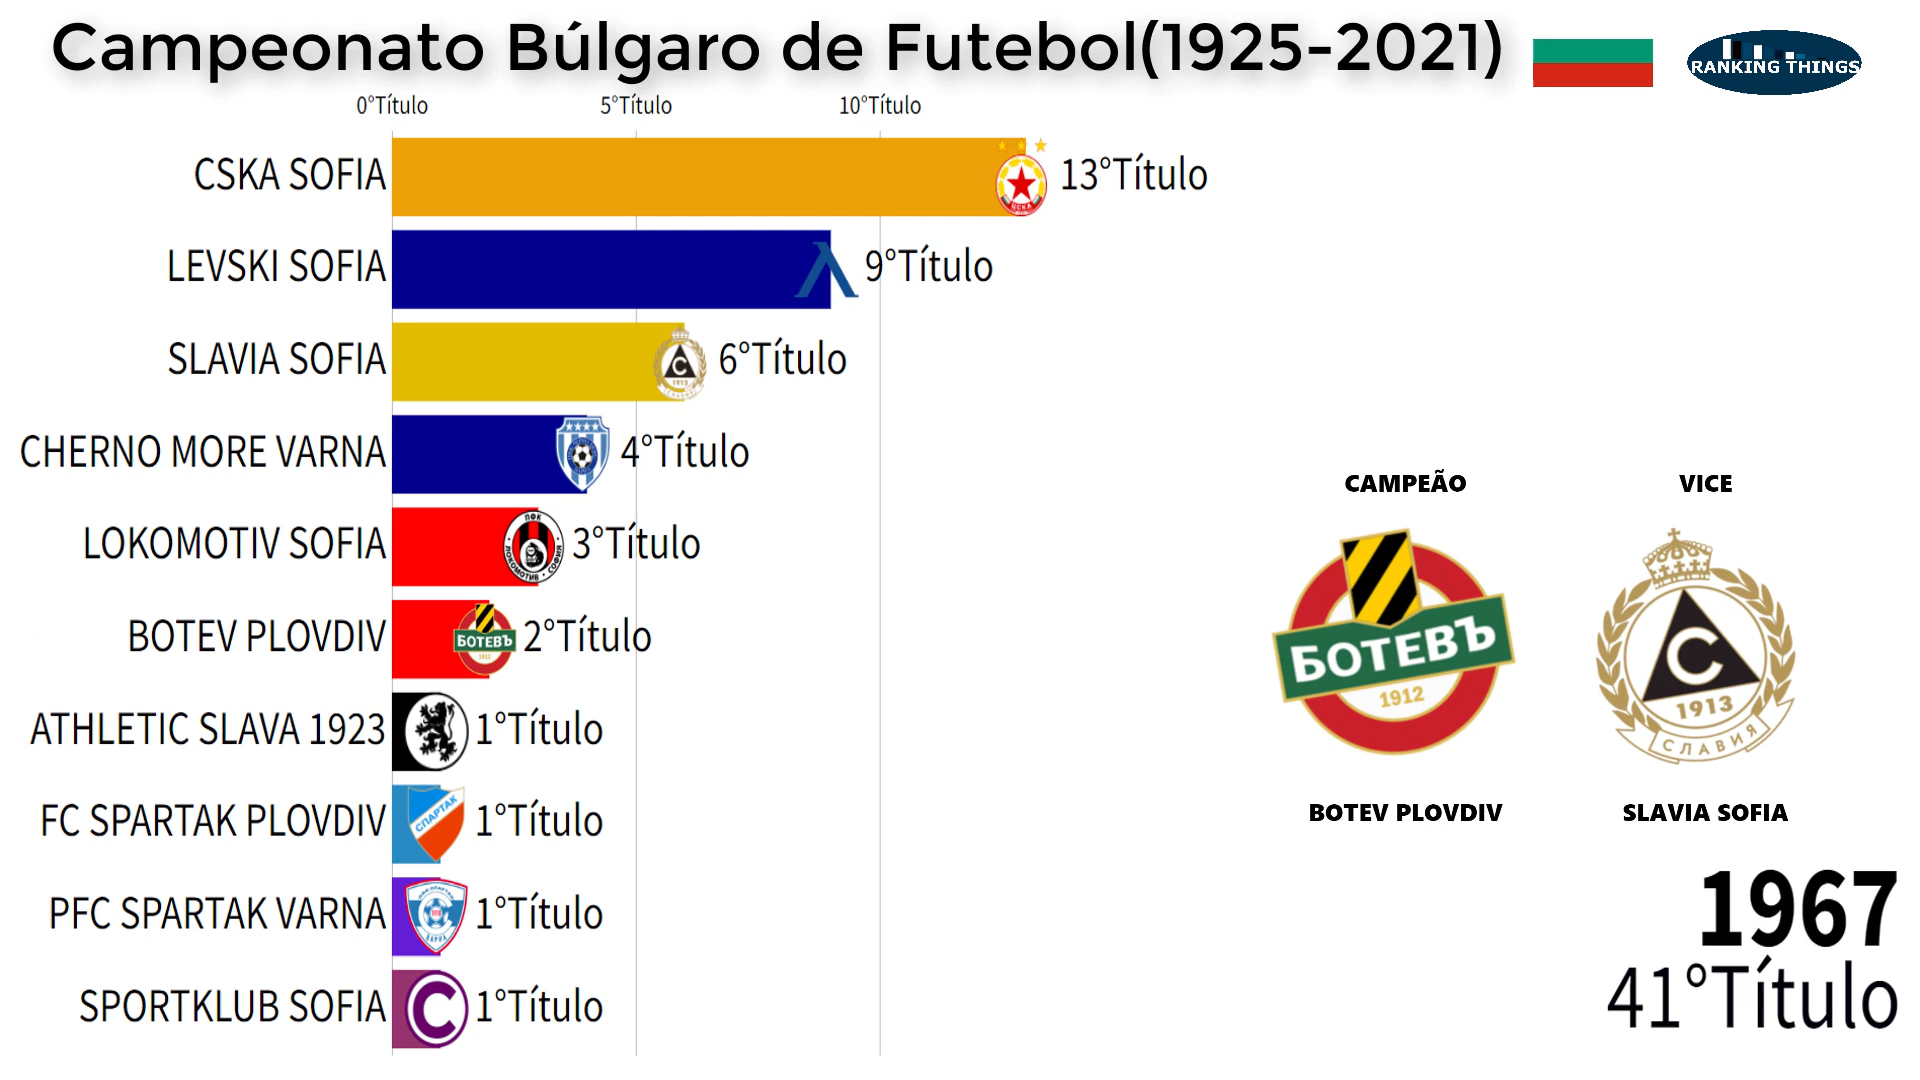 Campeonato Búlgaro de Futebol(1925-2021)
RANKING THINGS
0°Título 5°Título 10°Título
CSKA SOFIA 13°Título
LEVSKI SOFIA 9°Título
SLAVIA SOFIA 6°Título
CHERNO MORE VARNA 4°Título
LOKOMOTIV SOFIA 3°Título
BOTEV PLOVDIV БОТЕВЪ 1912 2°Título
ATHLETIC SLAVA 1923 1°Título
FC SPARTAK PLOVDIV СПАРТАК 1°Título
PFC SPARTAK VARNA 1°Título
SPORTKLUB SOFIA C 1°Título
CAMPEÃO VICE
БОТЕВЪ
1912
С
1913
СЛАВИЯ
BOTEV PLOVDIV SLAVIA SOFIA
1967
41°Título